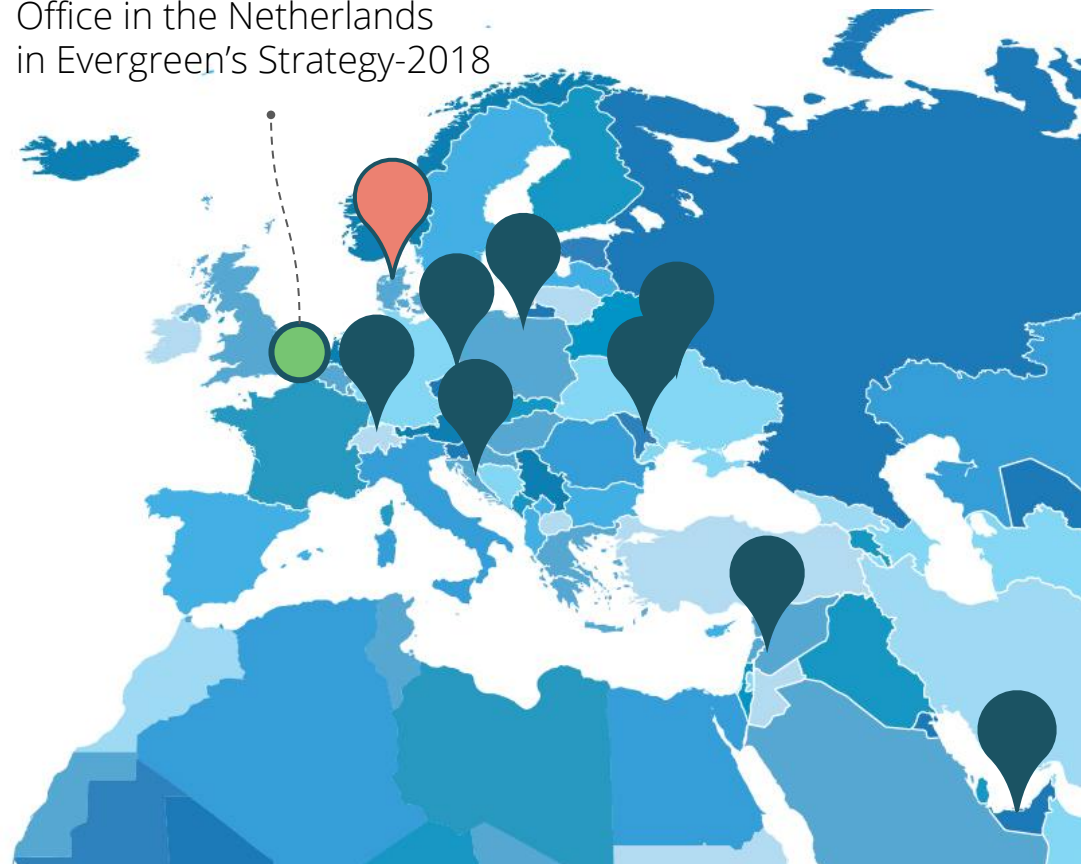 Office in the Netherlands
in Evergreen’s Strategy-2018